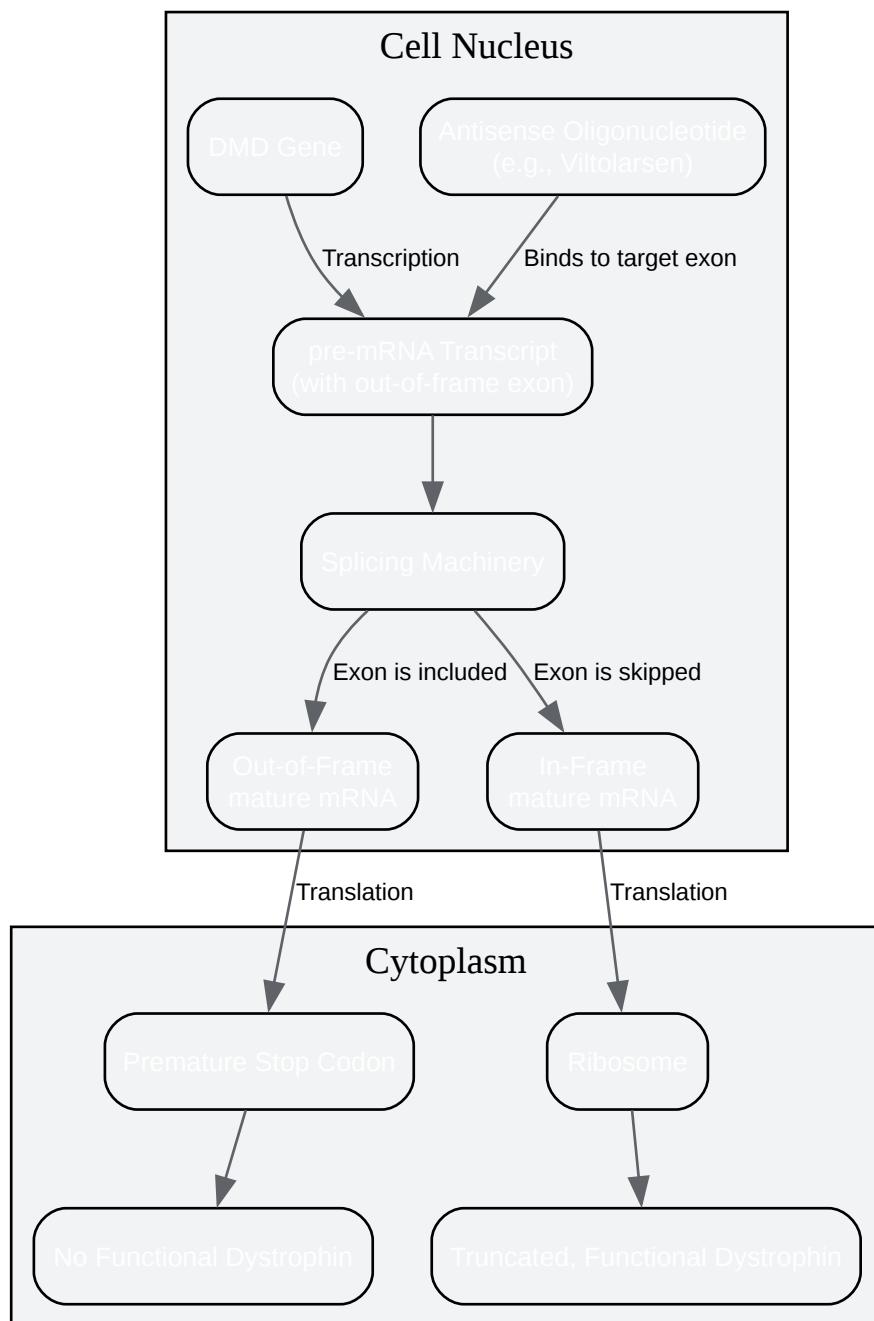 Cell Nucleus
DMD Gene
Antisense Oligonucleotide
(e.g., Viltolarsen)
Transcription
Binds to target exon
pre-mRNA Transcript
(with out-of-frame exon)
Splicing Machinery
Exon is included
Exon is skipped
Out-of-Frame
mature mRNA
In-Frame
mature mRNA
Translation
Translation
Cytoplasm
Premature Stop Codon
Ribosome
No Functional Dystrophin
Truncated, Functional Dystrophin